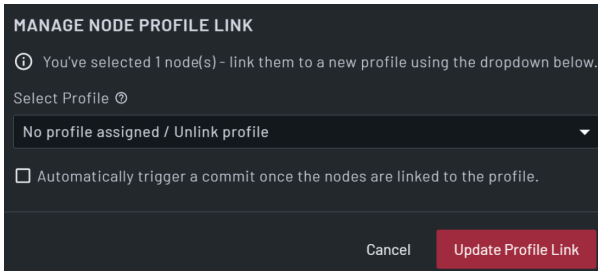 MANAGE NODE PROFILE LINK
You've selected 1 node(s) - link them to a new profile using the dropdown below.
Select Profile
No profile assigned / Unlink profile
Automatically trigger a commit once the nodes are linked to the profile.
Cancel Update Profile Link